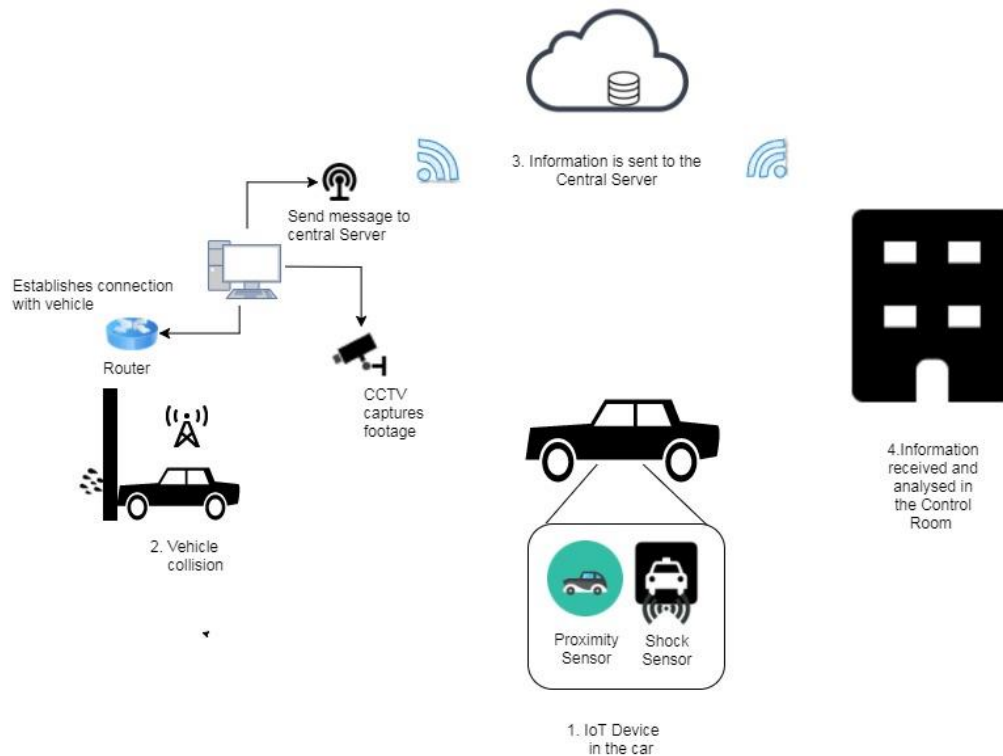 3. Information is sent to the
Central Server
Send message to
central Server
Establishes connection
with vehicle
Router
CCTV
captures
footage
2. Vehicle
collision
4.Information
received and
analysed in
the Control
Room
Proximity
Sensor
Shock
Sensor
1. IoT Device
in the car